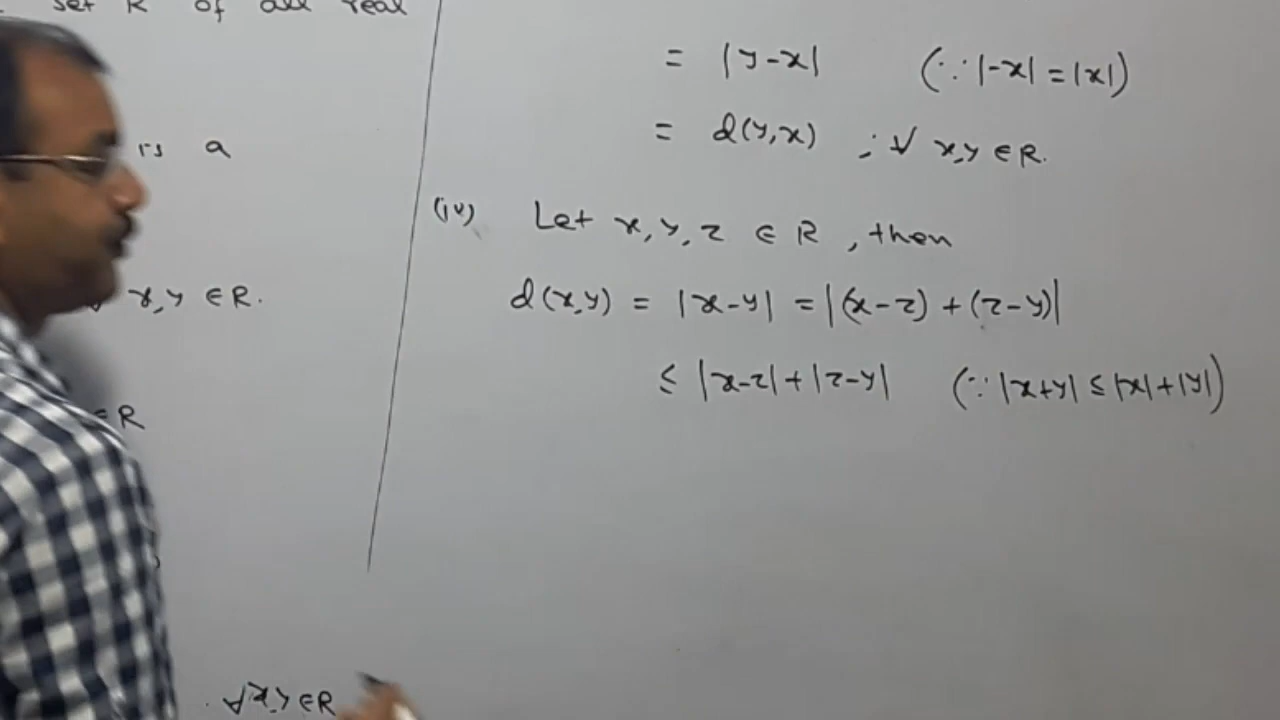 set R of all real
is a
∀ x,y ∈ R.
∈ R
∀ x,y ∈ R
= |y-x| (∵ |-x| = |x|)
= d(y,x) ; ∀ x,y ∈ R.
(iv) Let x, y, z ∈ R, then
d(x,y) = |x-y| = |(x-z) + (z-y)|
≤ |x-z| + |z-y| (∵ |x+y| ≤ |x| + |y|)